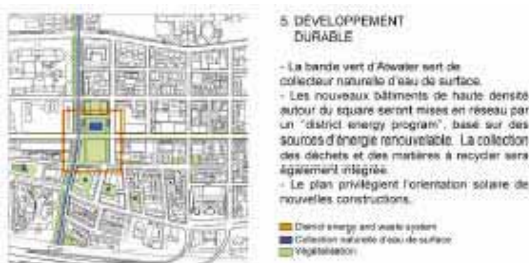 5. DÉVELOPPEMENT
DURABLE
- La bande vert d'Atwater sert de
collecteur naturelle d'eau de surface.
- Les nouveaux bâtiments de haute densité
autour du square seront mises en réseau par
un "district energy program", base sur des
sources d'énergie renouvelable. La collection
des déchets et des matières à recycler sera
également intégrée.
- Le plan privilégient l'orientation solaire de
nouvelles constructions.
District energy and waste system
Collection naturelle d'eau de surface
Végétalisation